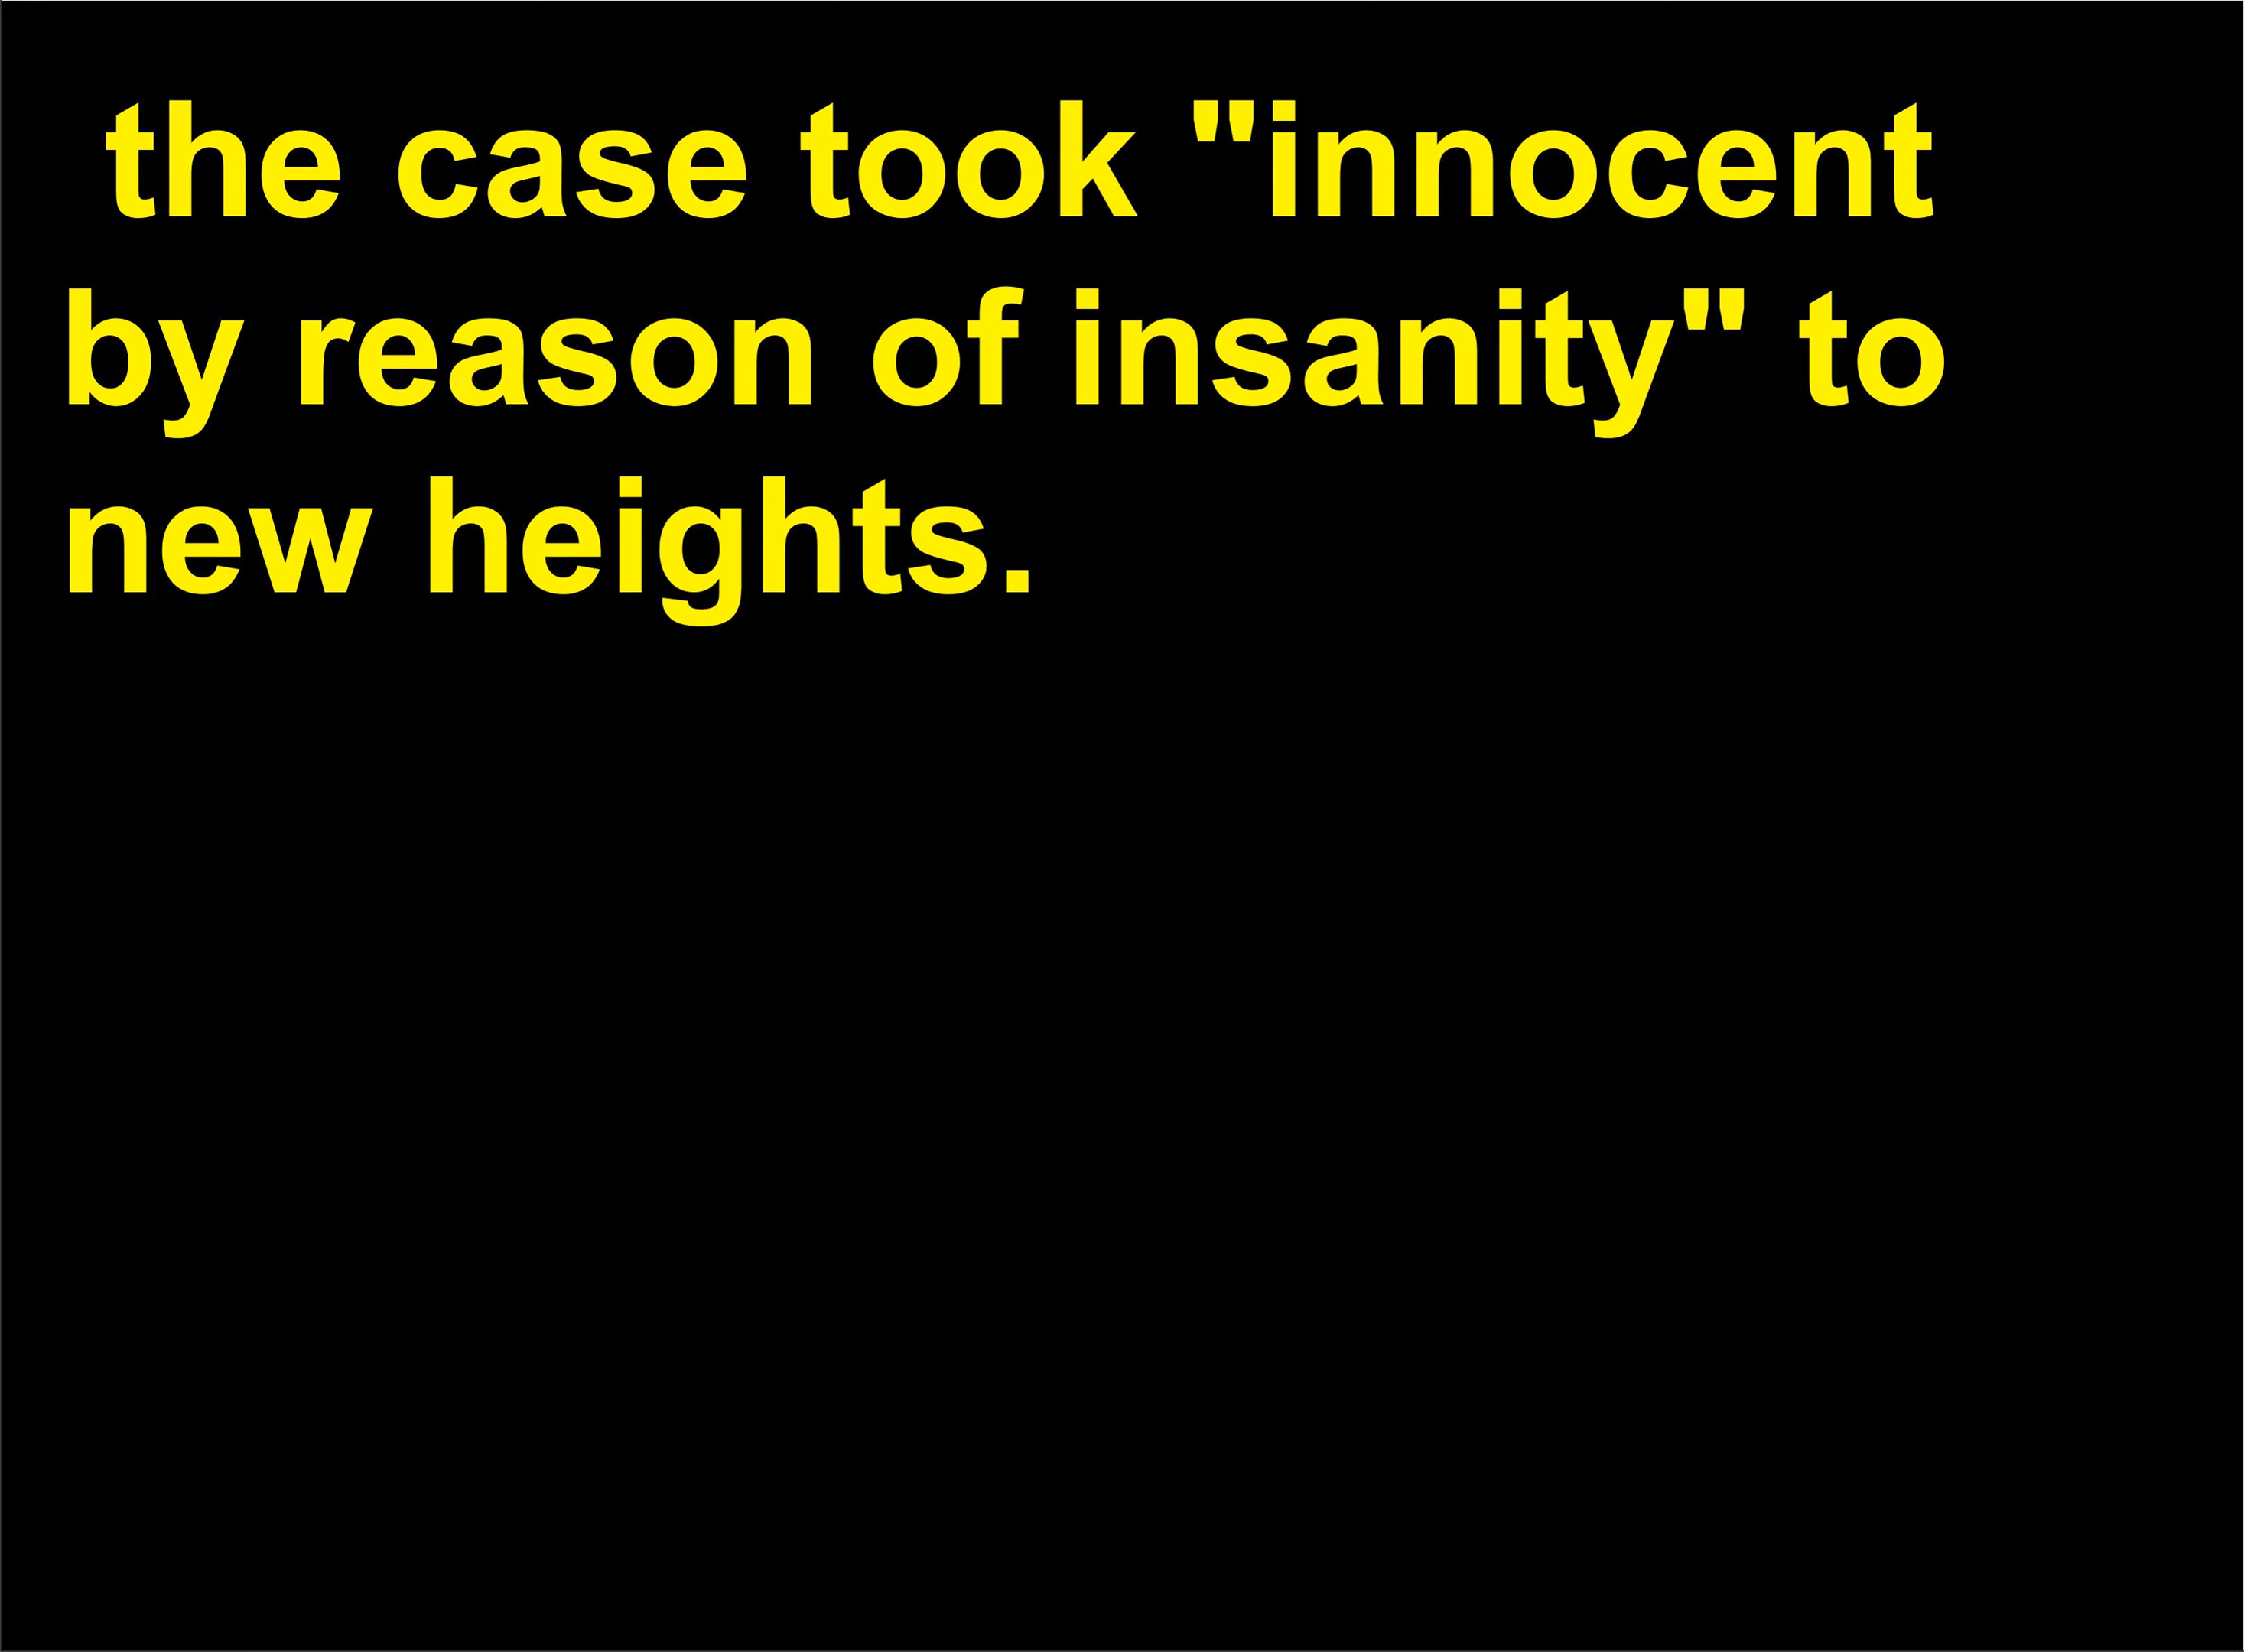 the case took "innocent
by reason of insanity" to
new heights.